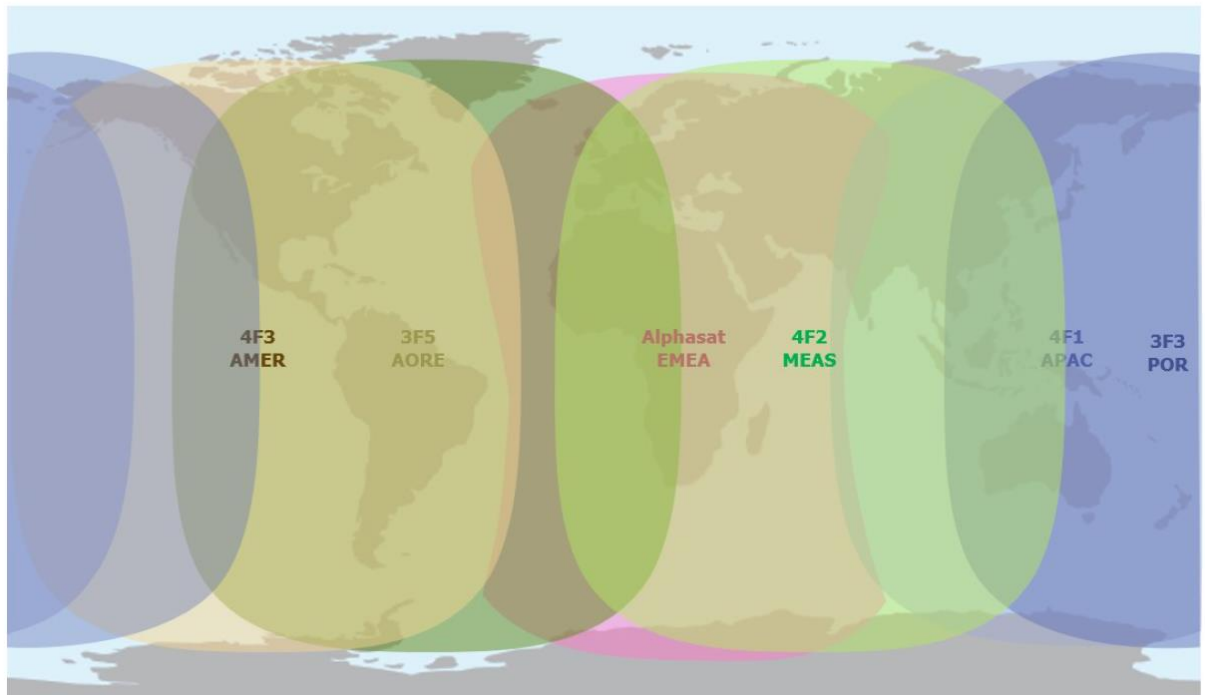 4F3
AMER
3F5
AORE
Alphasat
EMEA
4F2
MEAS
4F1
APAC
3F3
POR